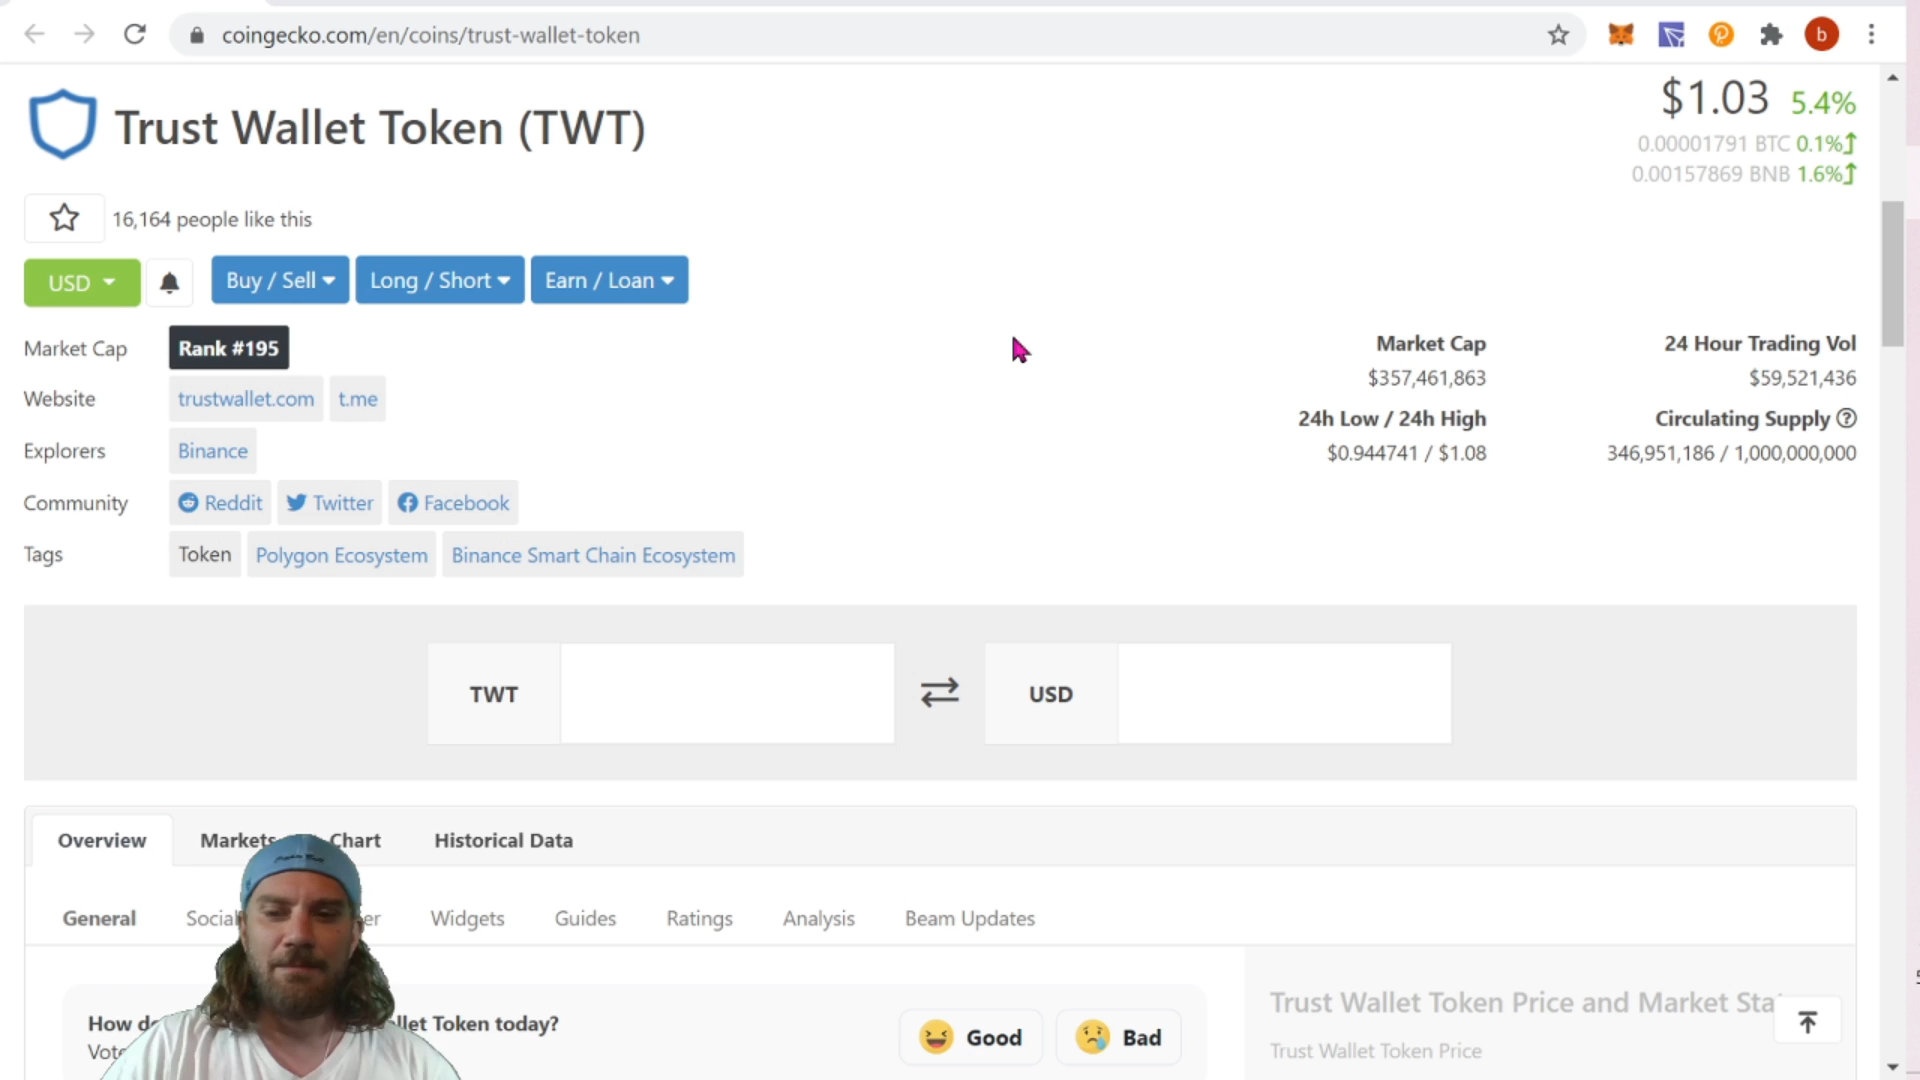 coingecko.com/en/coins/trust-wallet-token
b
Trust Wallet Token (TWT)
$1.03 5.4%
0.00001791 BTC 0.1%
0.00157869 BNB 1.6%
16,164 people like this
USD Buy / Sell Long / Short Earn / Loan
Market Cap Rank #195
Website trustwallet.com t.me
Explorers Binance
Community Reddit Twitter Facebook
Tags Token Polygon Ecosystem Binance Smart Chain Ecosystem
Market Cap 24 Hour Trading Vol
$357,461,863 $59,521,436
24h Low / 24h High Circulating Supply ?
$0.944741 / $1.08 346,951,186 / 1,000,000,000
TWT USD
Overview Markets Chart Historical Data
General Social er Widgets Guides Ratings Analysis Beam Updates
How do llet Token today?
Vote
Good Bad
Trust Wallet Token Price and Market Sta
Trust Wallet Token Price